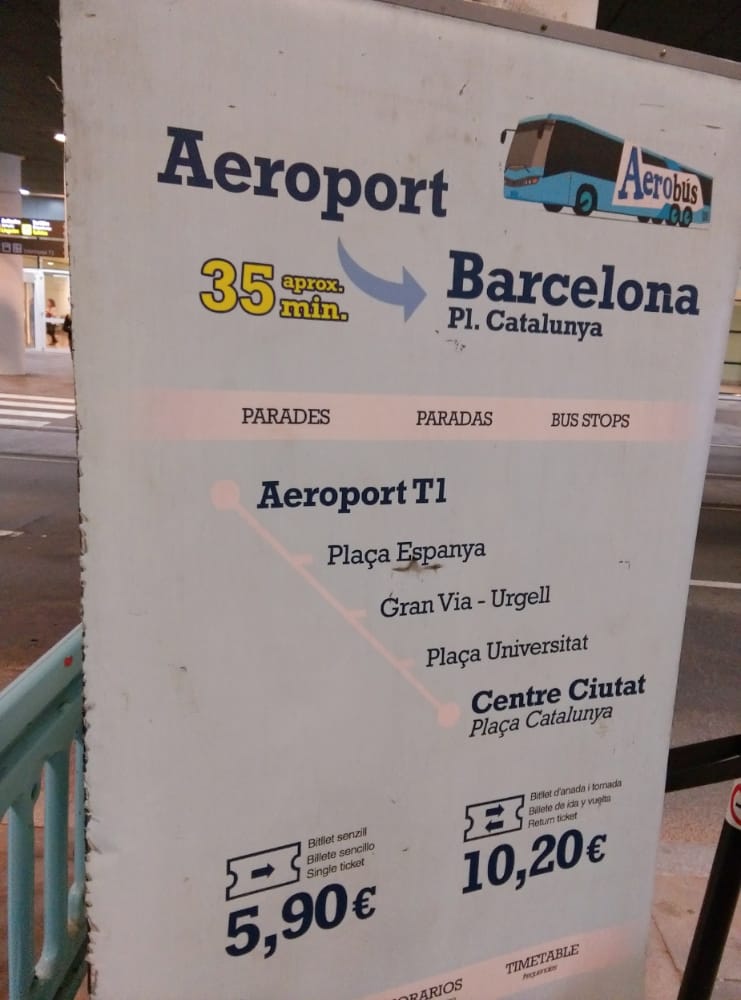 Aeroport
Aerobús
35 aprox. min.
Barcelona
Pl. Catalunya
PARADES PARADAS BUS STOPS
Aeroport T1
Plaça Espanya
Gran Via - Urgell
Plaça Universitat
Centre Ciutat
Plaça Catalunya
Bitllet senzill
Billete sencillo
Single ticket
5,90€
Bitllet d'anada i tornada
Billete de ida y vuelta
Return ticket
10,20€
TIMETABLE
frequencies